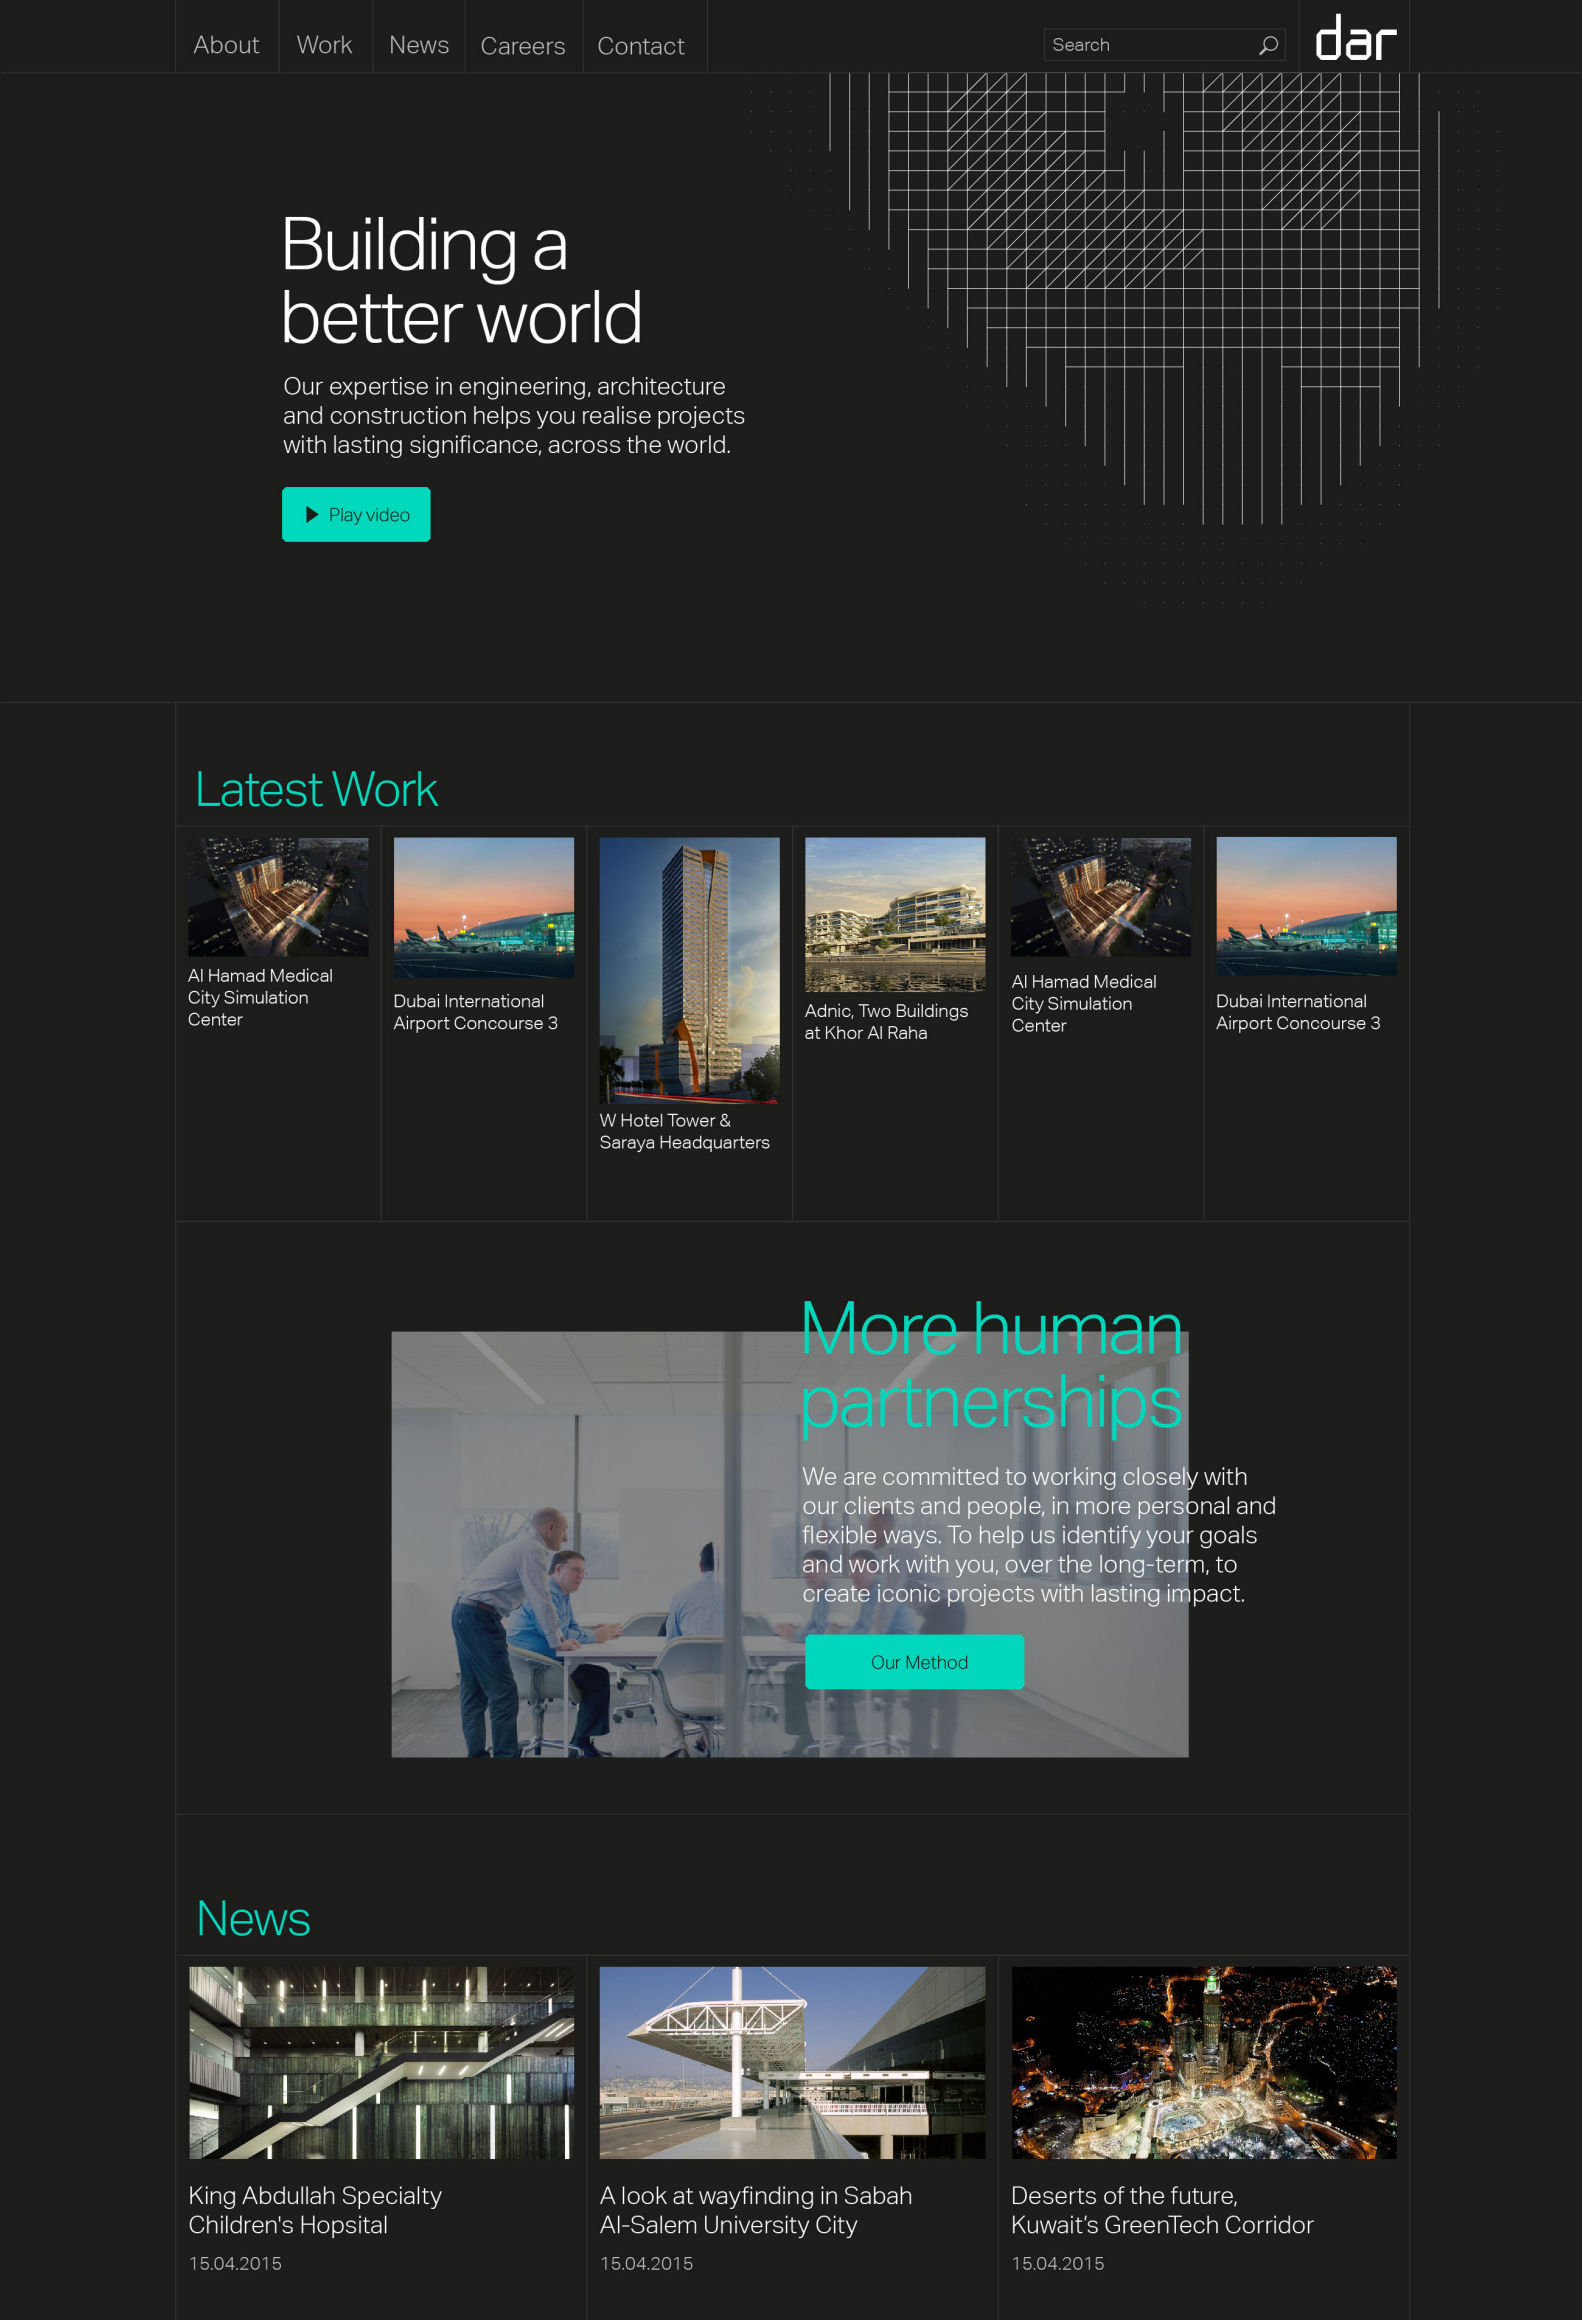 About
Work
News
Careers
Contact
Search
dar
Building a
better world
Our expertise in engineering, architecture
and construction helps you realise projects
with lasting significance, across the world.
Play video
Latest Work
Al Hamad Medical
City Simulation
Center
Dubai International
Airport Concourse 3
W Hotel Tower &
Saraya Headquarters
Adnic, Two Buildings
at Khor Al Raha
Al Hamad Medical
City Simulation
Center
Dubai International
Airport Concourse 3
More human
partnerships
We are committed to working closely with
our clients and people, in more personal and
flexible ways. To help us identify your goals
and work with you, over the long-term, to
create iconic projects with lasting impact.
Our Method
News
King Abdullah Specialty
Children's Hopsital
15.04.2015
A look at wayfinding in Sabah
Al-Salem University City
15.04.2015
Deserts of the future,
Kuwait’s GreenTech Corridor
15.04.2015